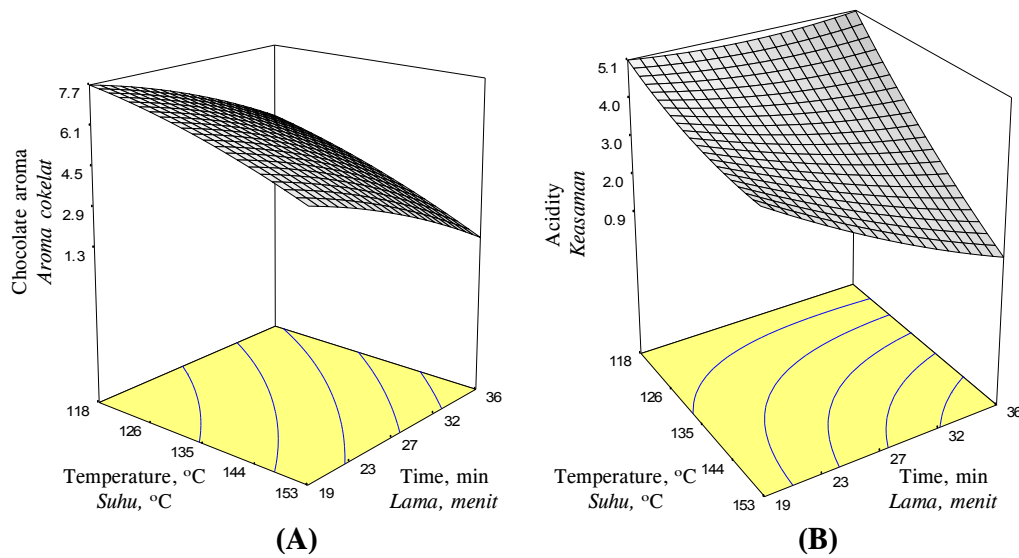 Chocolate aroma
Aroma cokelat
7.7
6.1
4.5
2.9
1.3
118
126
135
144
153
19
23
27
32
36
Temperature, °C
Suhu, °C
Time, min
Lama, menit
(A)
Acidity
Keasaman
5.1
4.0
3.0
2.0
0.9
118
126
135
144
153
19
23
27
32
36
Temperature, °C
Suhu, °C
Time, min
Lama, menit
(B)